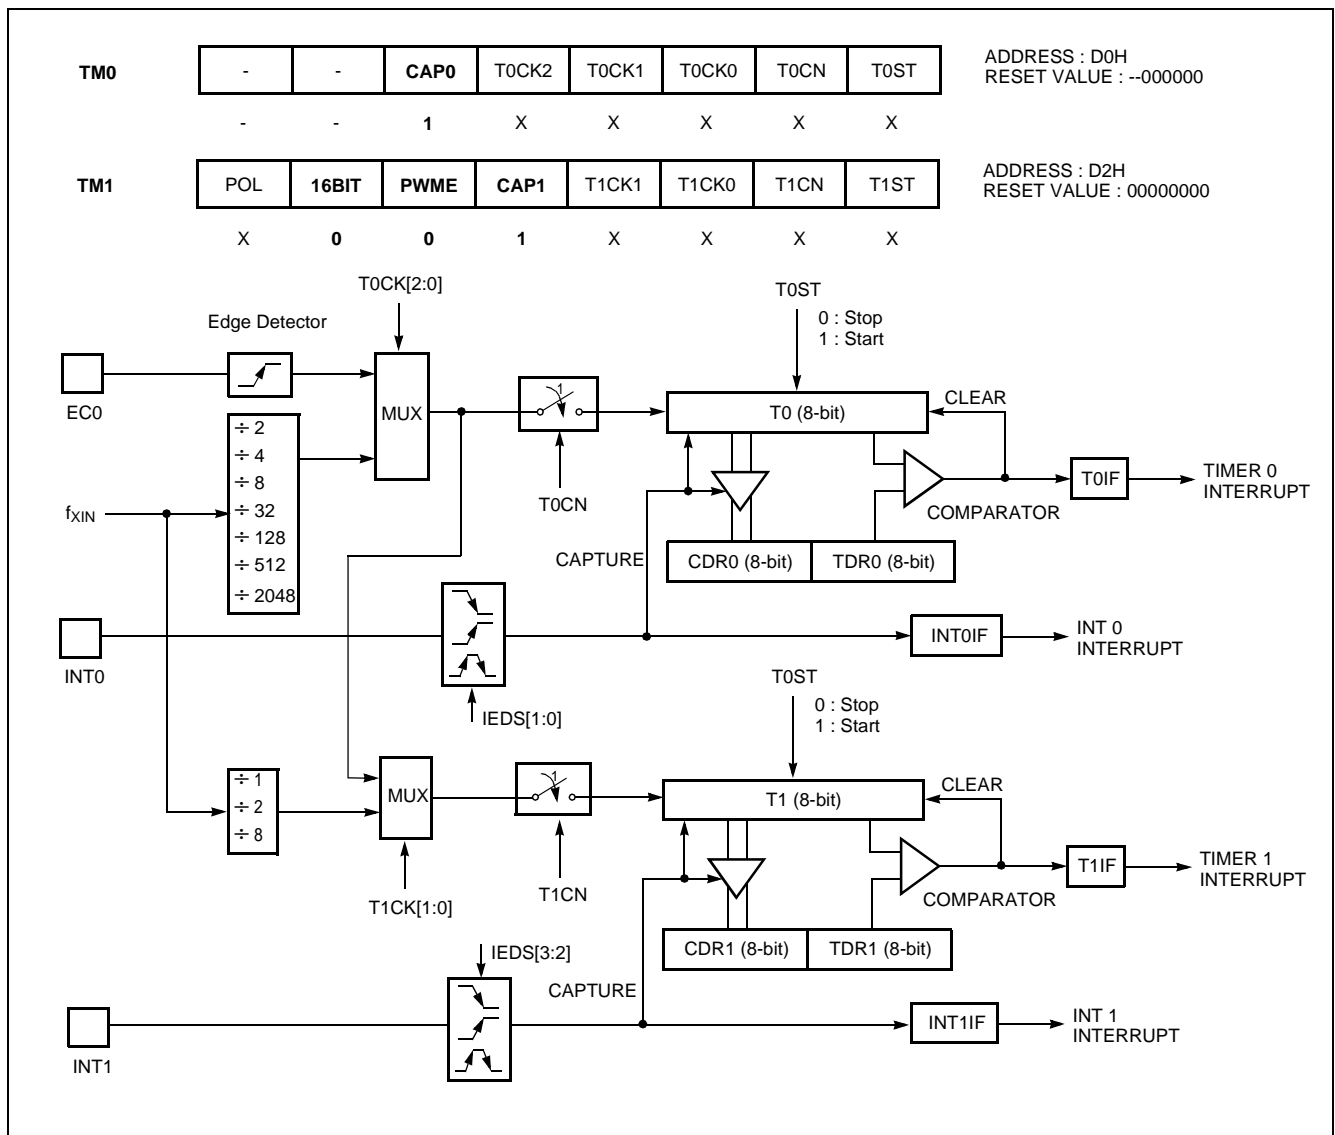 TM0 - - CAP0 T0CK2 T0CK1 T0CK0 T0CN T0ST
ADDRESS : D0H
RESET VALUE : --000000
- - 1 X X X X X
TM1 POL 16BIT PWME CAP1 T1CK1 T1CK0 T1CN T1ST
ADDRESS : D2H
RESET VALUE : 00000000
X 0 0 1 X X X X
T0CK[2:0]
T0ST
0 : Stop
1 : Start
Edge Detector
EC0
MUX
1
T0CN
T0 (8-bit)
CLEAR
÷ 2
÷ 4
÷ 8
÷ 32
÷ 128
÷ 512
÷ 2048
fXIN
COMPARATOR
T0IF
TIMER 0
INTERRUPT
CAPTURE
CDR0 (8-bit)
TDR0 (8-bit)
INT0
IEDS[1:0]
INT0IF
INT 0
INTERRUPT
T0ST
0 : Stop
1 : Start
÷ 1
÷ 2
÷ 8
MUX
T1CK[1:0]
1
T1CN
T1 (8-bit)
CLEAR
COMPARATOR
T1IF
TIMER 1
INTERRUPT
CDR1 (8-bit)
TDR1 (8-bit)
IEDS[3:2]
CAPTURE
INT1
INT1IF
INT 1
INTERRUPT